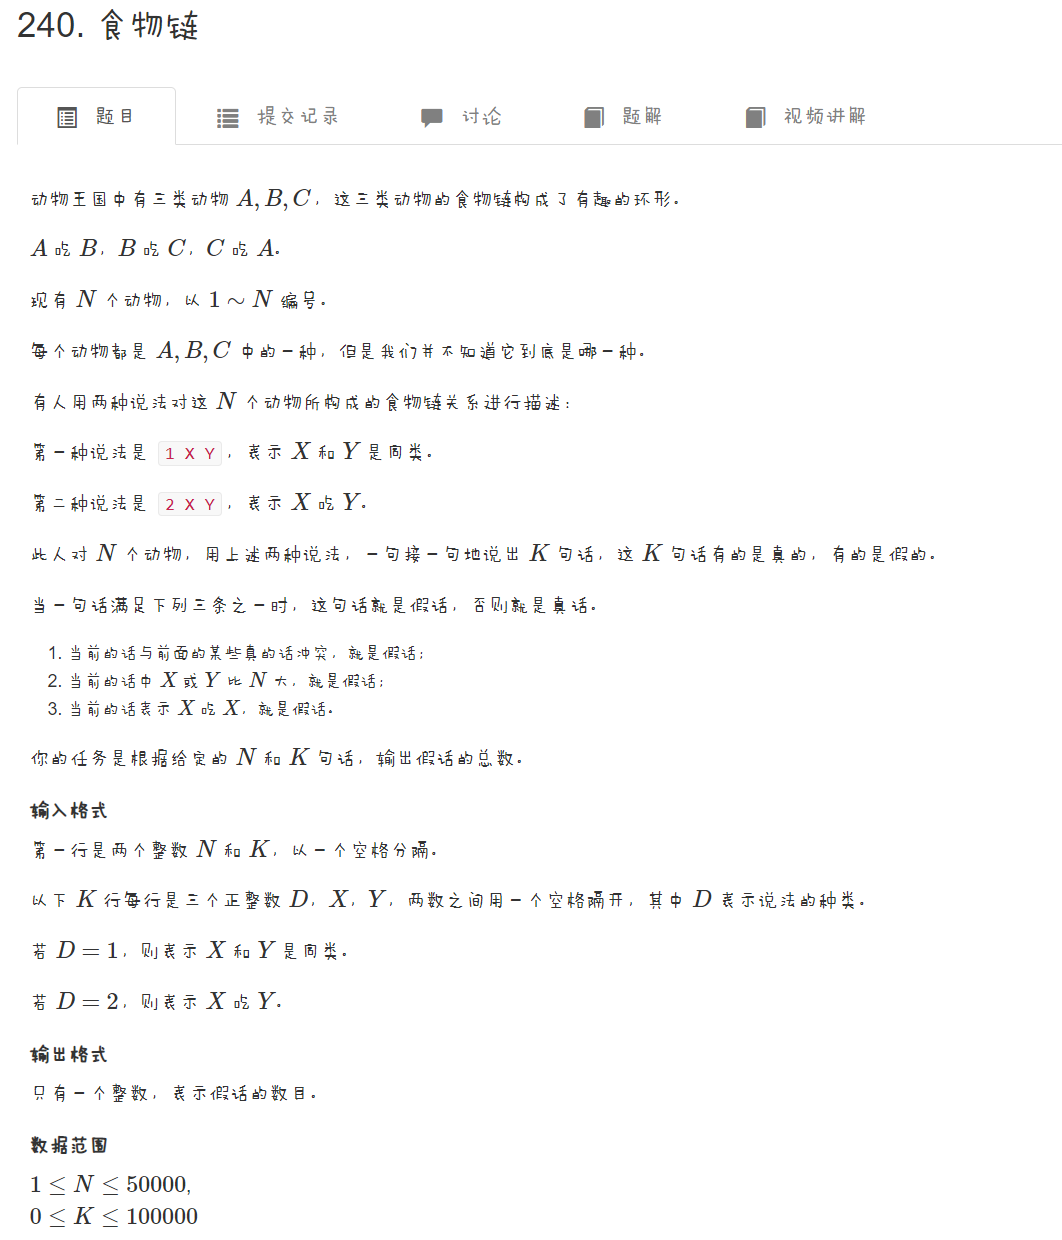 240. 食物链
题目 提交记录 讨论 题解 视频讲解
动物王国中有三类动物 A, B, C，这三类动物的食物链构成了有趣的环形。
A 吃 B，B 吃 C，C 吃 A。
现有 N 个动物，以 1 ∼ N 编号。
每个动物都是 A, B, C 中的一种，但是我们并不知道它到底是哪一种。
有人用两种说法对这 N 个动物所构成的食物链关系进行描述：
第一种说法是 1 X Y，表示 X 和 Y 是同类。
第二种说法是 2 X Y，表示 X 吃 Y。
此人对 N 个动物，用上述两种说法，一句接一句地说出 K 句话，这 K 句话有的是真的，有的是假的。
当一句话满足下列三条之一时，这句话就是假话，否则就是真话。
1. 当前的话与前面的某些真的话冲突，就是假话；
2. 当前的话中 X 或 Y 比 N 大，就是假话；
3. 当前的话表示 X 吃 X，就是假话。
你的任务是根据给定的 N 和 K 句话，输出假话的总数。
输入格式
第一行是两个整数 N 和 K，以一个空格分隔。
以下 K 行每行是三个正整数 D，X，Y，两数之间用一个空格隔开，其中 D 表示说法的种类。
若 D = 1，则表示 X 和 Y 是同类。
若 D = 2，则表示 X 吃 Y。
输出格式
只有一个整数，表示假话的数目。
数据范围
1 ≤ N ≤ 50000,
0 ≤ K ≤ 100000